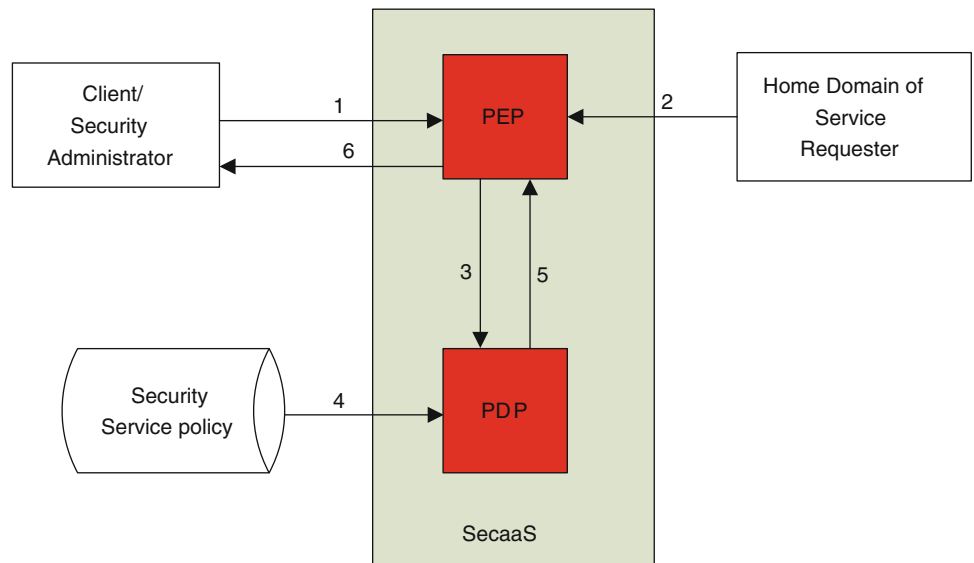 Client/
Security
Administrator
1
6
PEP
2
Home Domain of
Service
Requester
3
5
Security
Service policy
4
PDP
SecaaS